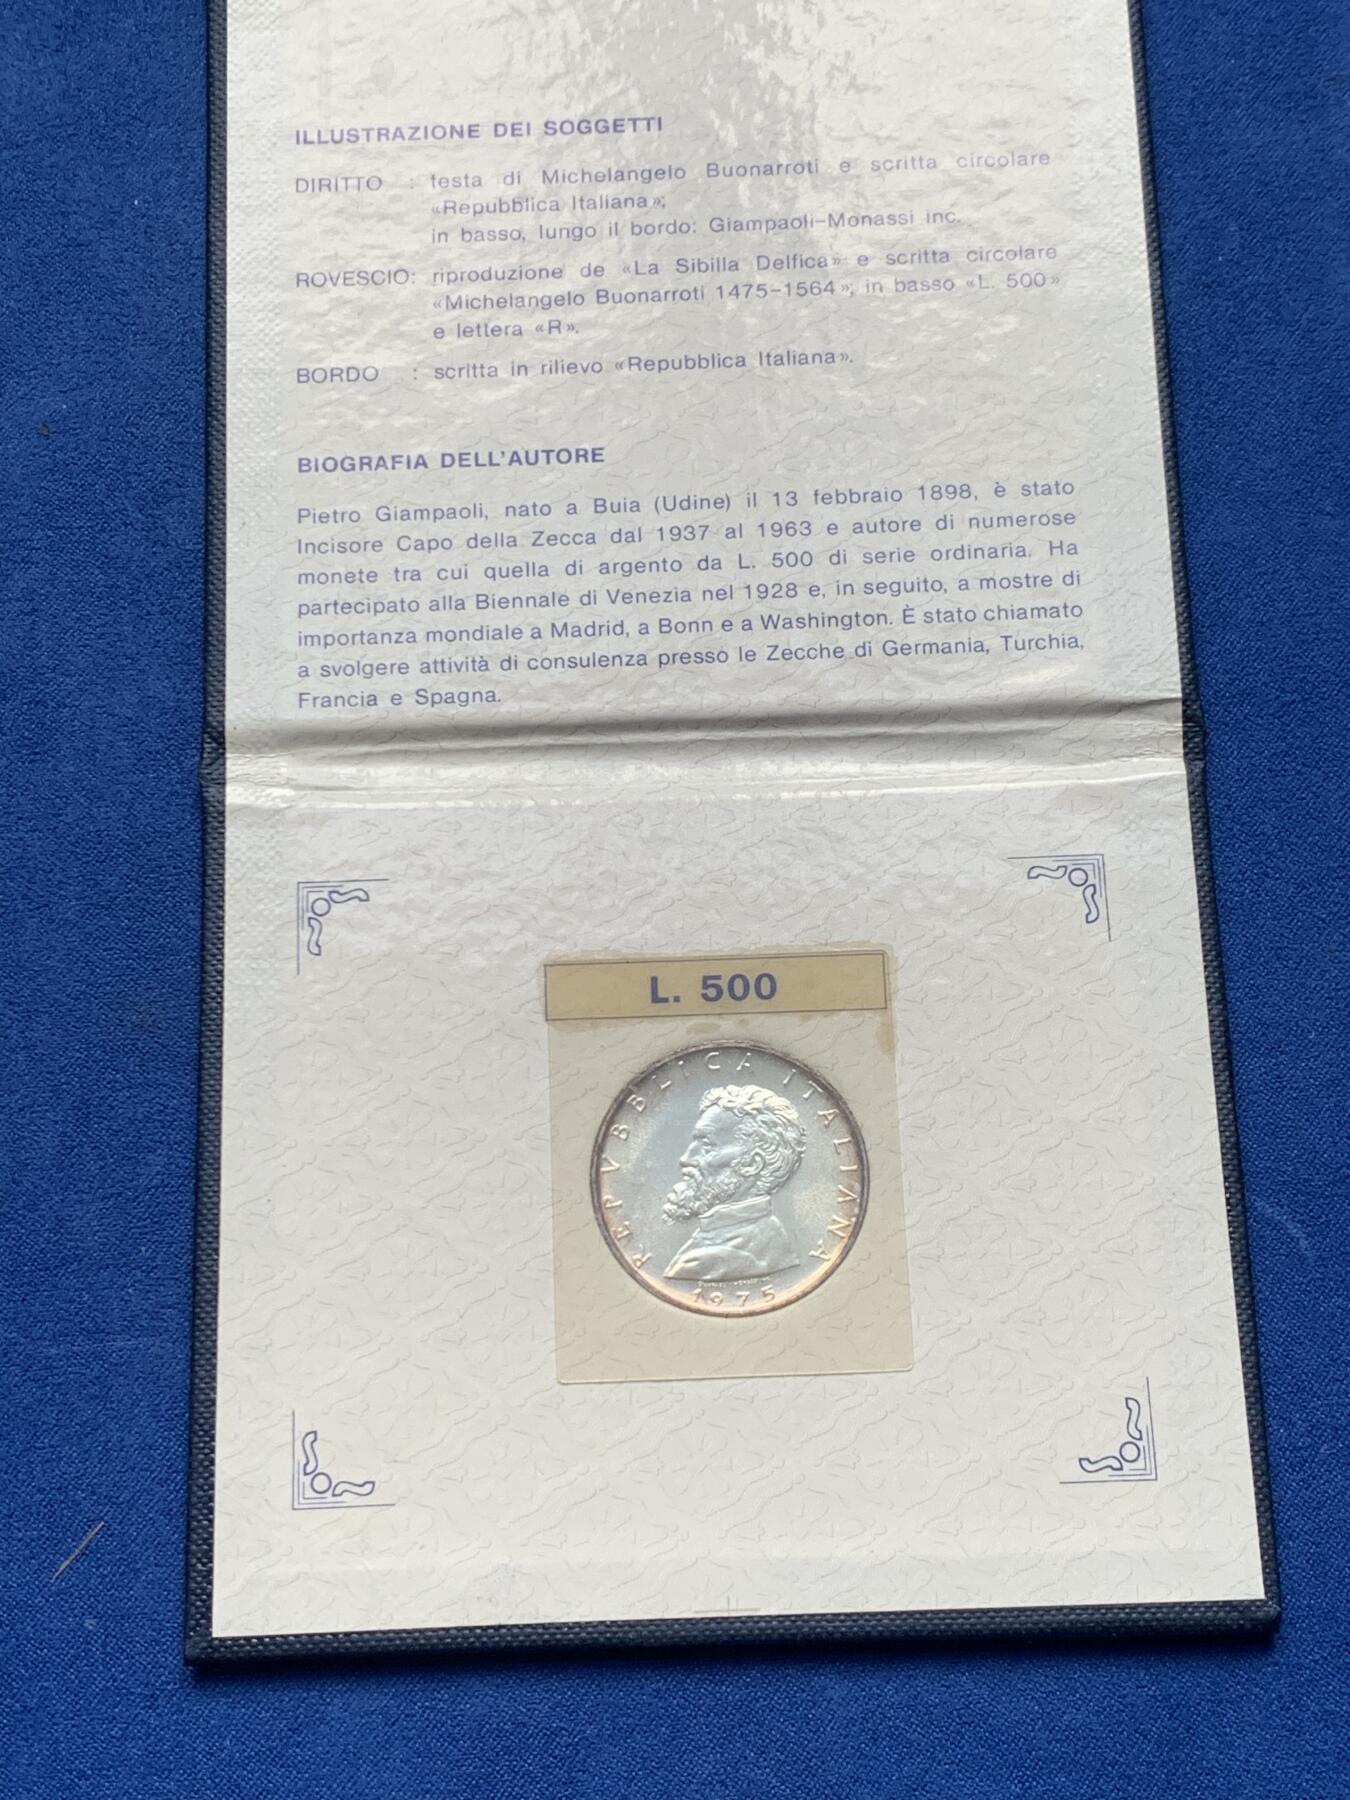 ILLUSTRAZIONE DEI SOGGETTI
DIRITTO : testa di Michelangelo Buonarroti e scritta circolare
«Repubblica Italiana»;
in basso, lungo il bordo: Giampaoli-Monassi inc.
ROVESCIO: riproduzione de «La Sibilla Delfica» e scritta circolare
«Michelangelo Buonarroti 1475-1564»; in basso «L. 500»
e lettera «R».
BORDO : scritta in rilievo «Repubblica Italiana».
BIOGRAFIA DELL'AUTORE
Pietro Giampaoli, nato a Buia (Udine) il 13 febbraio 1898, è stato
Incisore Capo della Zecca dal 1937 al 1963 e autore di numerose
monete tra cui quella di argento da L. 500 di serie ordinaria. Ha
partecipato alla Biennale di Venezia nel 1928 e, in seguito, a mostre di
importanza mondiale a Madrid, a Bonn e a Washington. È stato chiamato
a svolgere attività di consulenza presso le Zecche di Germania, Turchia,
Francia e Spagna.
L. 500
REPVBBLICA ITALIANA
1975